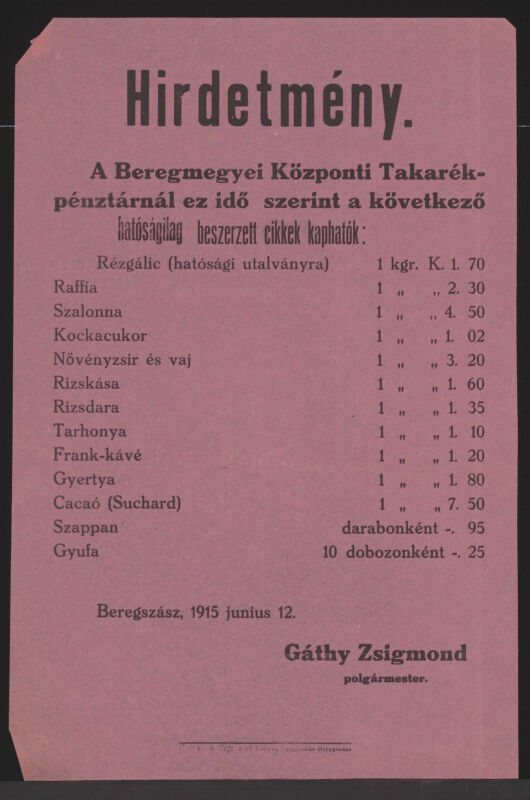 Hirdetmény.
A Beregmegyei Központi Takarék-
pénztárnál ez idő szerint a következő
hatóságilag beszerzett cikkek kaphatók:
Rézgálic (hatósági utalványra) 1 kgr. K. 1. 70
Raffia 1 „ „ 2. 30
Szalonna 1 „ „ 4. 50
Kockacukor 1 „ „ 1. 02
Növényzsir és vaj 1 „ „ 3. 20
Rizskása 1 „ „ 1. 60
Rizsdara 1 „ „ 1. 35
Tarhonya 1 „ „ 1. 10
Frank-kávé 1 „ „ 1. 20
Gyertya 1 „ „ 1. 80
Cacaó (Suchard) 1 „ „ 7. 50
Szappan darabonként -. 95
Gyufa 10 dobozonként -. 25
Beregszász, 1915 junius 12.
Gáthy Zsigmond
polgármester.
Beregszász